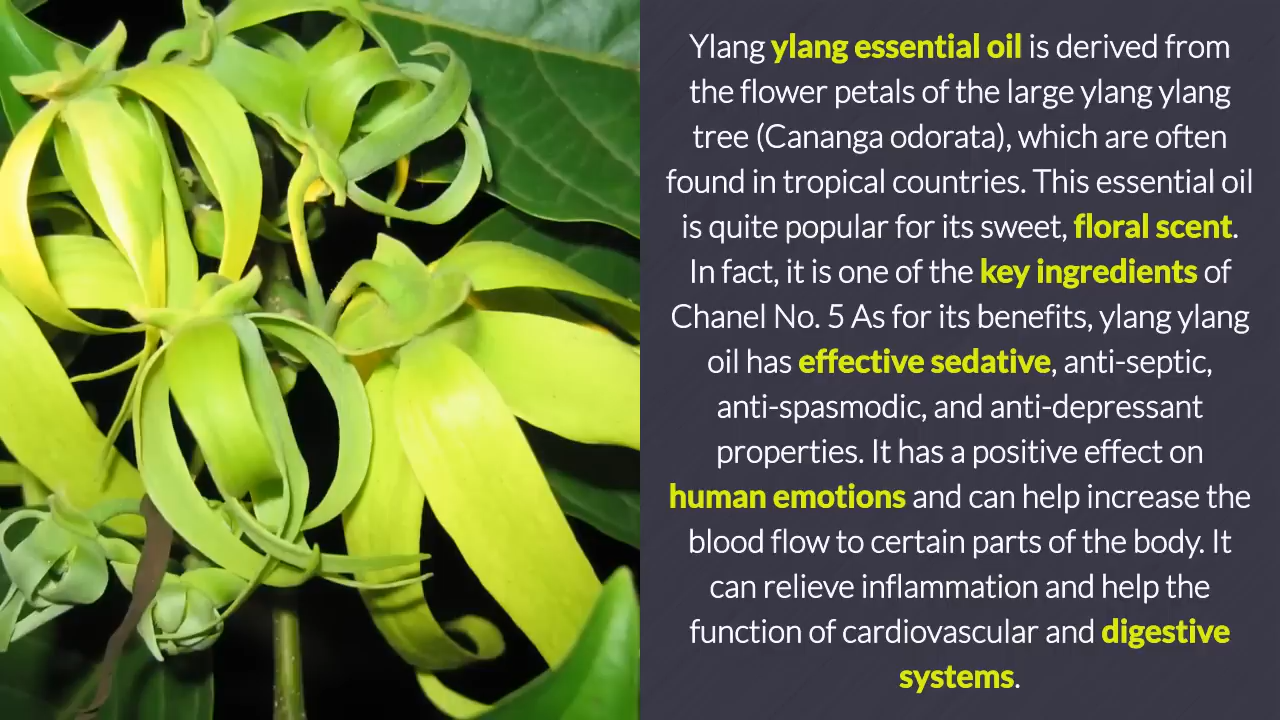 Ylang ylang essential oil is derived from
the flower petals of the large ylang ylang
tree (Cananga odorata), which are often
found in tropical countries. This essential oil
is quite popular for its sweet, floral scent.
In fact, it is one of the key ingredients of
Chanel No. 5 As for its benefits, ylang ylang
oil has effective sedative, anti-septic,
anti-spasmodic, and anti-depressant
properties. It has a positive effect on
human emotions and can help increase the
blood flow to certain parts of the body. It
can relieve inflammation and help the
function of cardiovascular and digestive
systems.